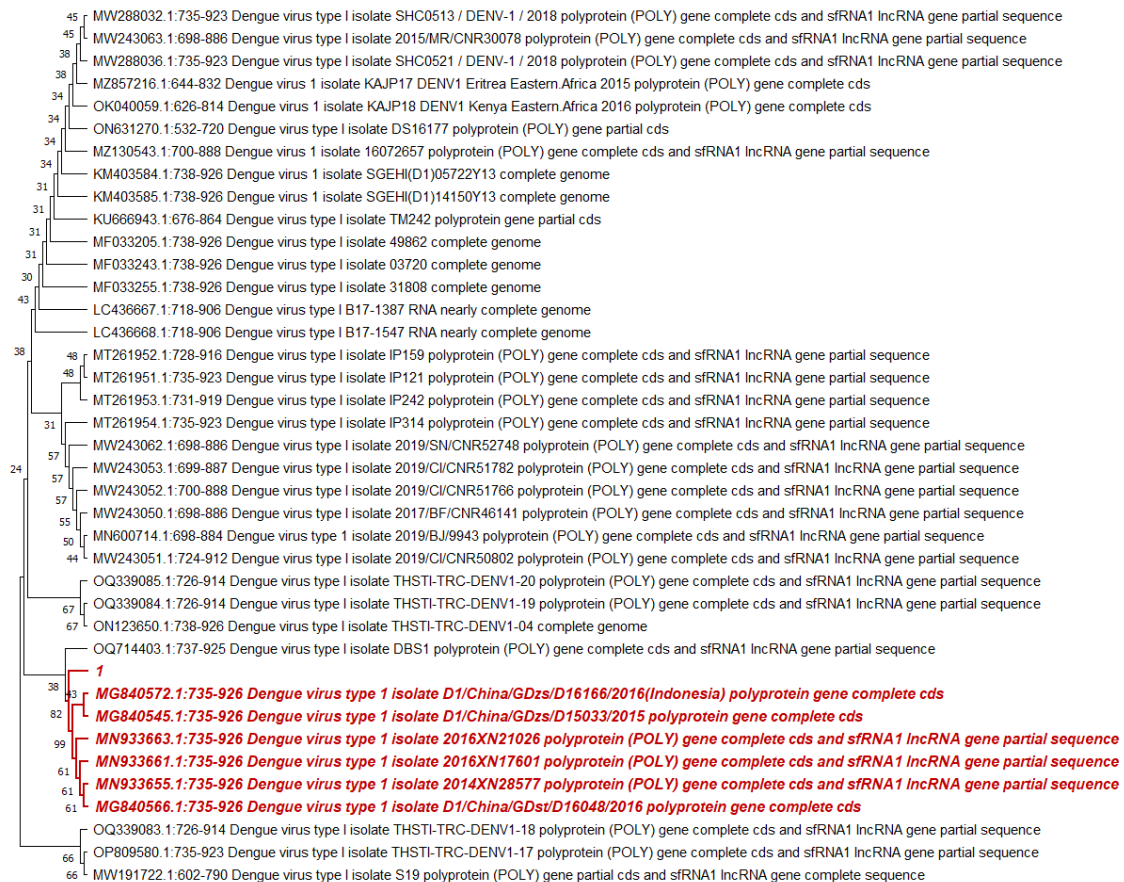 45
MW288032.1:735-923 Dengue virus type I isolate SHC0513 / DENV-1 / 2018 polyprotein (POLY) gene complete cds and sfRNA1 lncRNA gene partial sequence
45
MW243063.1:698-886 Dengue virus type I isolate 2015/MR/CNR30078 polyprotein (POLY) gene complete cds and sfRNA1 lncRNA gene partial sequence
38
MW288036.1:735-923 Dengue virus type I isolate SHC0521 / DENV-1 / 2018 polyprotein (POLY) gene complete cds and sfRNA1 lncRNA gene partial sequence
38
MZ857216.1:644-832 Dengue virus 1 isolate KAJP17 DENV1 Eritrea Eastern.Africa 2015 polyprotein (POLY) gene complete cds
34
OK040059.1:626-814 Dengue virus 1 isolate KAJP18 DENV1 Kenya Eastern.Africa 2016 polyprotein (POLY) gene complete cds
34
ON631270.1:532-720 Dengue virus type I isolate DS16177 polyprotein (POLY) gene partial cds
34
MZ130543.1:700-888 Dengue virus 1 isolate 16072657 polyprotein (POLY) gene complete cds and sfRNA1 lncRNA gene partial sequence
34
KM403584.1:738-926 Dengue virus 1 isolate SGEHI(D1)05722Y13 complete genome
31
KM403585.1:738-926 Dengue virus 1 isolate SGEHI(D1)14150Y13 complete genome
31
KU666943.1:676-864 Dengue virus type I isolate TM242 polyprotein gene partial cds
31
MF033205.1:738-926 Dengue virus type I isolate 49862 complete genome
31
MF033243.1:738-926 Dengue virus type I isolate 03720 complete genome
30
MF033255.1:738-926 Dengue virus type I isolate 31808 complete genome
43
LC436667.1:718-906 Dengue virus type I B17-1387 RNA nearly complete genome
LC436668.1:718-906 Dengue virus type I B17-1547 RNA nearly complete genome
38
48
MT261952.1:728-916 Dengue virus type I isolate IP159 polyprotein (POLY) gene complete cds and sfRNA1 lncRNA gene partial sequence
48
MT261951.1:735-923 Dengue virus type I isolate IP121 polyprotein (POLY) gene complete cds and sfRNA1 lncRNA gene partial sequence
MT261953.1:731-919 Dengue virus type I isolate IP242 polyprotein (POLY) gene complete cds and sfRNA1 lncRNA gene partial sequence
31
MT261954.1:735-923 Dengue virus type I isolate IP314 polyprotein (POLY) gene complete cds and sfRNA1 lncRNA gene partial sequence
MW243062.1:698-886 Dengue virus type I isolate 2019/SN/CNR52748 polyprotein (POLY) gene complete cds and sfRNA1 lncRNA gene partial sequence
57
24
MW243053.1:699-887 Dengue virus type I isolate 2019/CI/CNR51782 polyprotein (POLY) gene complete cds and sfRNA1 lncRNA gene partial sequence
57
MW243052.1:700-888 Dengue virus type I isolate 2019/CI/CNR51766 polyprotein (POLY) gene complete cds and sfRNA1 lncRNA gene partial sequence
57
MW243050.1:698-886 Dengue virus type I isolate 2017/BF/CNR46141 polyprotein (POLY) gene complete cds and sfRNA1 lncRNA gene partial sequence
55
MN600714.1:698-884 Dengue virus type 1 isolate 2019/BJ/9943 polyprotein (POLY) gene complete cds and sfRNA1 lncRNA gene partial sequence
50
MW243051.1:724-912 Dengue virus type I isolate 2019/CI/CNR50802 polyprotein (POLY) gene complete cds and sfRNA1 lncRNA gene partial sequence
44
OQ339085.1:726-914 Dengue virus type I isolate THSTI-TRC-DENV1-20 polyprotein (POLY) gene complete cds and sfRNA1 lncRNA gene partial sequence
OQ339084.1:726-914 Dengue virus type I isolate THSTI-TRC-DENV1-19 polyprotein (POLY) gene complete cds and sfRNA1 lncRNA gene partial sequence
67
ON123650.1:738-926 Dengue virus type I isolate THSTI-TRC-DENV1-04 complete genome
67
OQ714403.1:737-925 Dengue virus type I isolate DBS1 polyprotein (POLY) gene complete cds and sfRNA1 lncRNA gene partial sequence
1
38
43
MG840572.1:735-926 Dengue virus type 1 isolate D1/China/GDzs/D16166/2016(Indonesia) polyprotein gene complete cds
82
MG840545.1:735-926 Dengue virus type 1 isolate D1/China/GDzs/D15033/2015 polyprotein gene complete cds
MN933663.1:735-926 Dengue virus type 1 isolate 2016XN21026 polyprotein (POLY) gene complete cds and sfRNA1 lncRNA gene partial sequence
99
MN933661.1:735-926 Dengue virus type 1 isolate 2016XN17601 polyprotein (POLY) gene complete cds and sfRNA1 lncRNA gene partial sequence
61
MN933655.1:735-926 Dengue virus type 1 isolate 2014XN28577 polyprotein (POLY) gene complete cds and sfRNA1 lncRNA gene partial sequence
61
MG840566.1:735-926 Dengue virus type 1 isolate D1/China/GDst/D16048/2016 polyprotein gene complete cds
61
OQ339083.1:726-914 Dengue virus type I isolate THSTI-TRC-DENV1-18 polyprotein (POLY) gene complete cds and sfRNA1 lncRNA gene partial sequence
OP809580.1:735-923 Dengue virus type I isolate THSTI-TRC-DENV1-17 polyprotein (POLY) gene complete cds and sfRNA1 lncRNA gene partial sequence
66
MW191722.1:602-790 Dengue virus type I isolate S19 polyprotein (POLY) gene partial cds and sfRNA1 lncRNA gene complete sequence
66